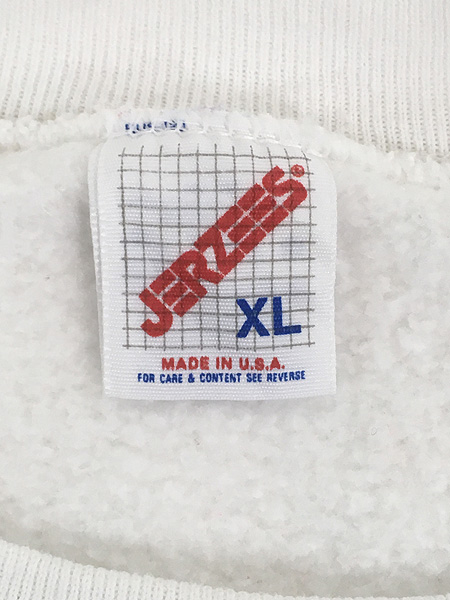 JERZEES®
XL
MADE IN U.S.A.
FOR CARE & CONTENT SEE REVERSE